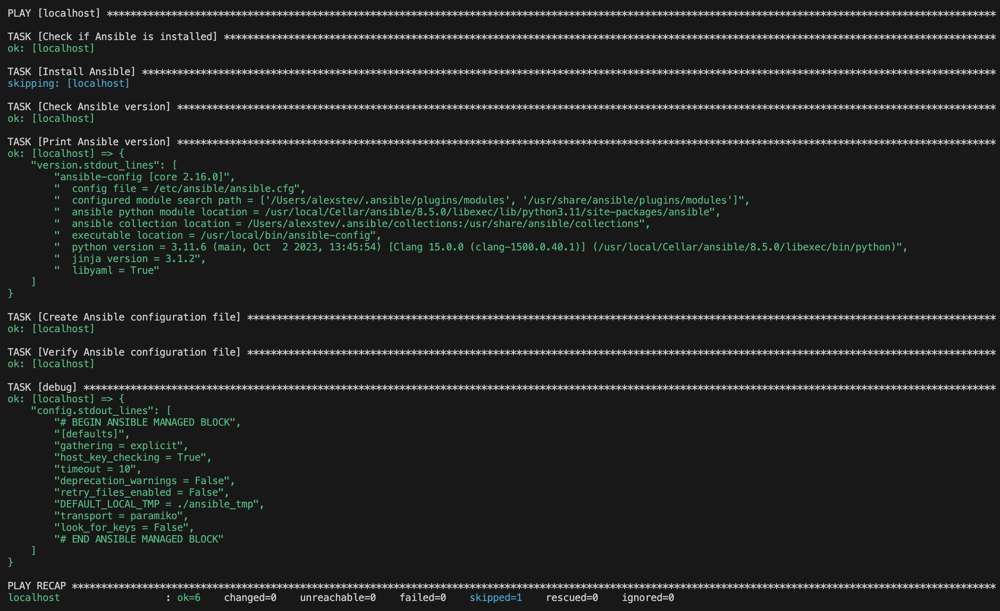 PLAY [localhost] ********************************************************************************************************************************************************
TASK [Check if Ansible is installed] ************************************************************************************************************************************
ok: [localhost]
TASK [Install Ansible] **************************************************************************************************************************************************
skipping: [localhost]
TASK [Check Ansible version] ********************************************************************************************************************************************
ok: [localhost]
TASK [Print Ansible version] ********************************************************************************************************************************************
ok: [localhost] => {
    "version.stdout_lines": [
        "ansible-config [core 2.16.0]",
        "  config file = /etc/ansible/ansible.cfg",
        "  configured module search path = ['/Users/alexstev/.ansible/plugins/modules', '/usr/share/ansible/plugins/modules']",
        "  ansible python module location = /usr/local/Cellar/ansible/8.5.0/libexec/lib/python3.11/site-packages/ansible",
        "  ansible collection location = /Users/alexstev/.ansible/collections:/usr/share/ansible/collections",
        "  executable location = /usr/local/bin/ansible-config",
        "  python version = 3.11.6 (main, Oct  2 2023, 13:45:54) [Clang 15.0.0 (clang-1500.0.40.1)] (/usr/local/Cellar/ansible/8.5.0/libexec/bin/python)",
        "  jinja version = 3.1.2",
        "  libyaml = True"
    ]
}
TASK [Create Ansible configuration file] ********************************************************************************************************************************
ok: [localhost]
TASK [Verify Ansible configuration file] ********************************************************************************************************************************
ok: [localhost]
TASK [debug] ************************************************************************************************************************************************************
ok: [localhost] => {
    "config.stdout_lines": [
        "# BEGIN ANSIBLE MANAGED BLOCK",
        "[defaults]",
        "gathering = explicit",
        "host_key_checking = True",
        "timeout = 10",
        "deprecation_warnings = False",
        "retry_files_enabled = False",
        "DEFAULT_LOCAL_TMP = ./ansible_tmp",
        "transport = paramiko",
        "look_for_keys = False",
        "# END ANSIBLE MANAGED BLOCK"
    ]
}
PLAY RECAP **************************************************************************************************************************************************************
localhost                  : ok=6    changed=0    unreachable=0    failed=0    skipped=1    rescued=0    ignored=0